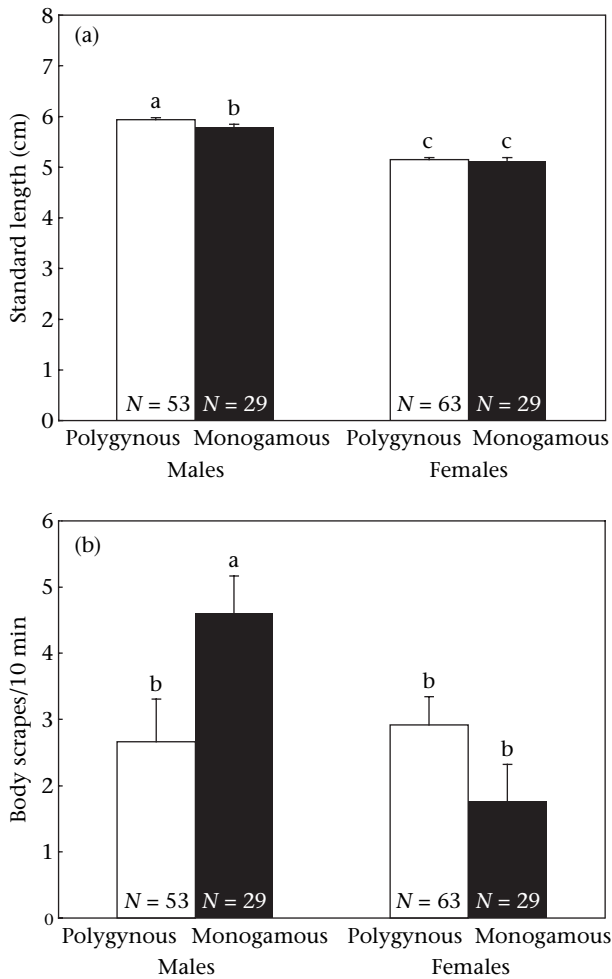 (a)
Standard length (cm)
8
7
6
5
4
3
2
1
0
a
b
c
c
N = 53
N = 29
N = 63
N = 29
Polygynous Monogamous Polygynous Monogamous
Males Females
(b)
Body scrapes/10 min
6
5
4
3
2
1
0
b
a
b
b
N = 53
N = 29
N = 63
N = 29
Polygynous Monogamous Polygynous Monogamous
Males Females